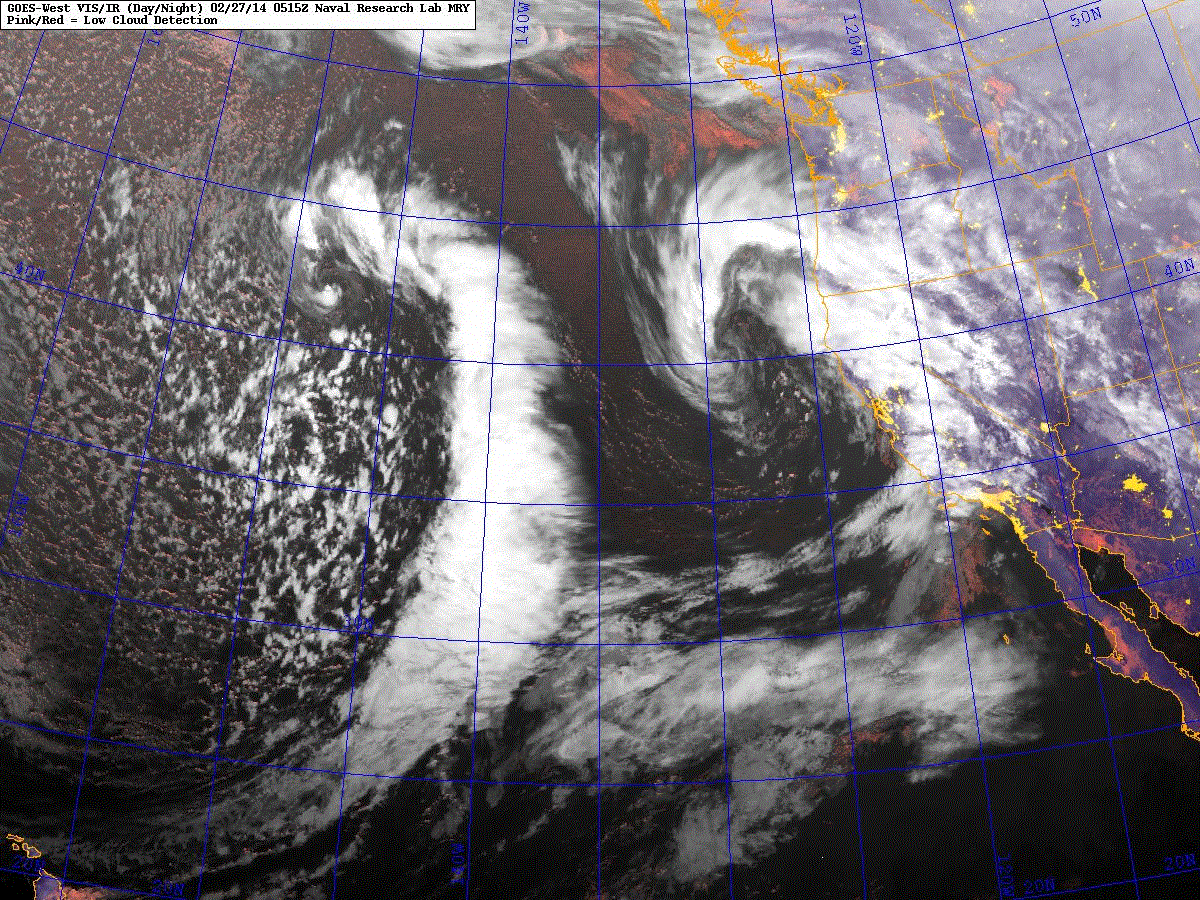 GOES-West VIS/IR (Day/Night) 02/27/14 0515Z Naval Research Lab MRY
Pink/Red = Low Cloud Detection
140W
120W
50N
40N
40N
20N
20N